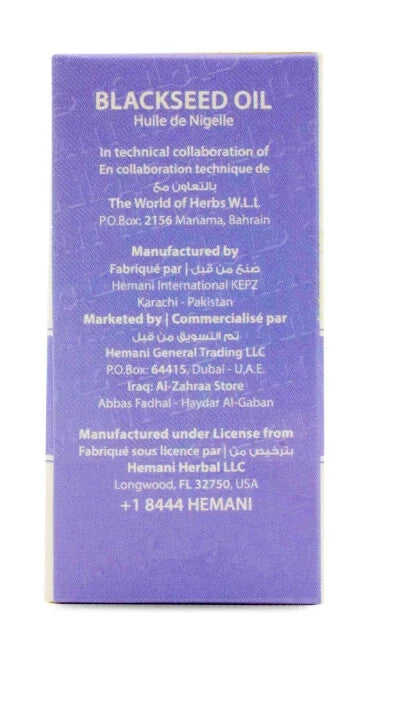 BLACKSEED OIL
Huile de Nigelle
In technical collaboration of
En collaboration technique de
بالتعاون مع
The World of Herbs W.L.L
P.O.Box: 2156 Manama, Bahrain
Manufactured by
Fabriqué par | صنع من قبل
Hemani International KEPZ
Karachi - Pakistan
Marketed by | Commercialisé par
تم التسويق من قبل
Hemani General Trading LLC
P.O.Box: 64415, Dubai - U.A.E.
Iraq: Al-Zahraa Store
Abbas Fadhal - Haydar Al-Gaban
Manufactured under License from
Fabriqué sous licence par | بترخيص من
Hemani Herbal LLC
Longwood, FL 32750, USA
+1 8444 HEMANI